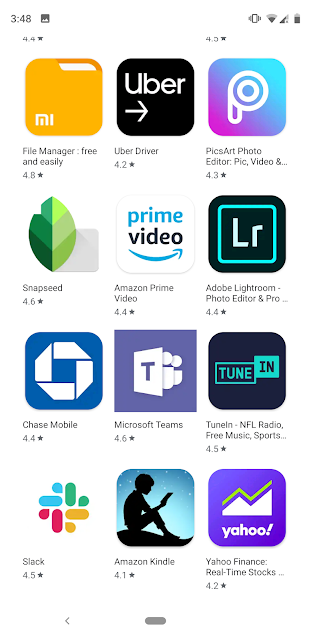 3:48
4.4 ★
4.5 ★
mi
Uber
File Manager : free
and easily
4.8 ★
Uber Driver
4.2 ★
PicsArt Photo
Editor: Pic, Video &...
4.3 ★
prime
video
Lr
Snapseed
4.6 ★
Amazon Prime
Video
4.4 ★
Adobe Lightroom -
Photo Editor & Pro ...
4.4 ★
T
TUNE IN
Chase Mobile
4.4 ★
Microsoft Teams
4.6 ★
TuneIn - NFL Radio,
Free Music, Sports...
4.5 ★
yahoo!
Slack
4.5 ★
Amazon Kindle
4.1 ★
Yahoo Finance:
Real-Time Stocks ...
4.2 ★